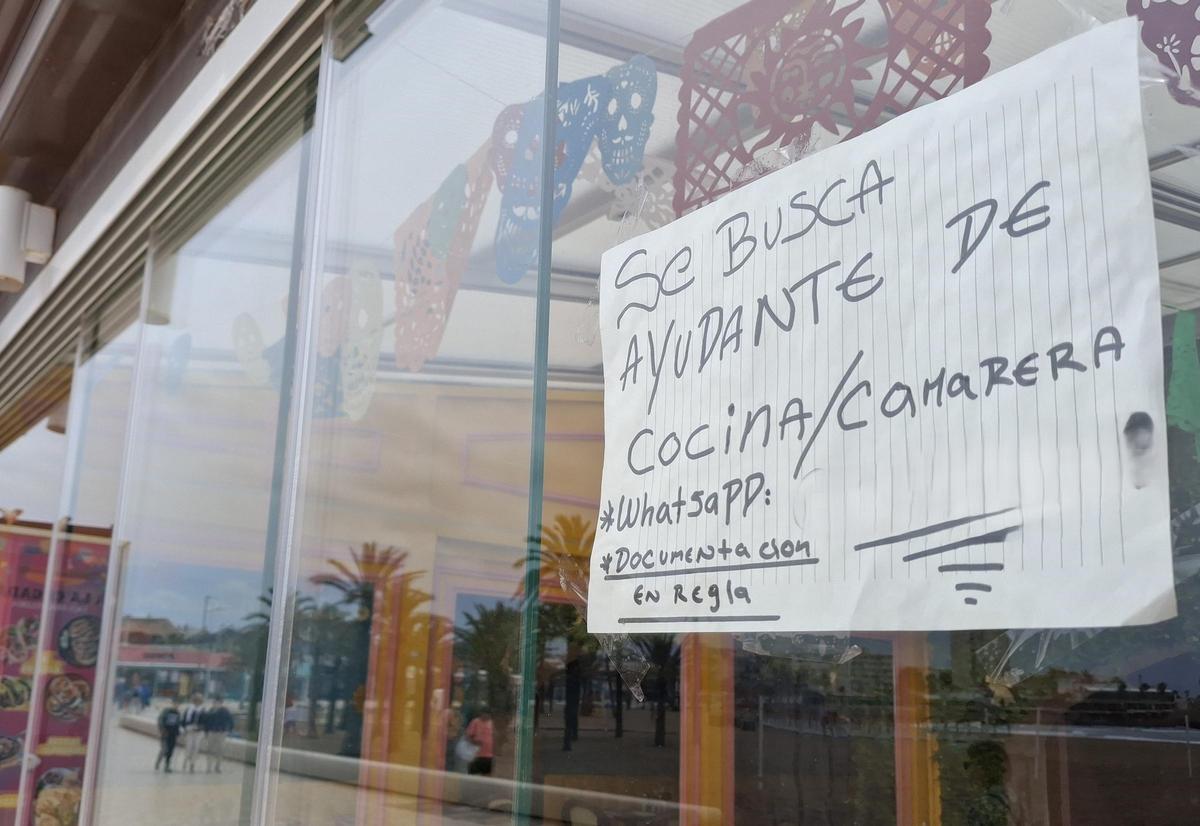 Se BUSCA
AYUDANTE DE
COCINA/CAMARERA
*WhatsAPP:
*DOCUMENTACION
EN REGLA